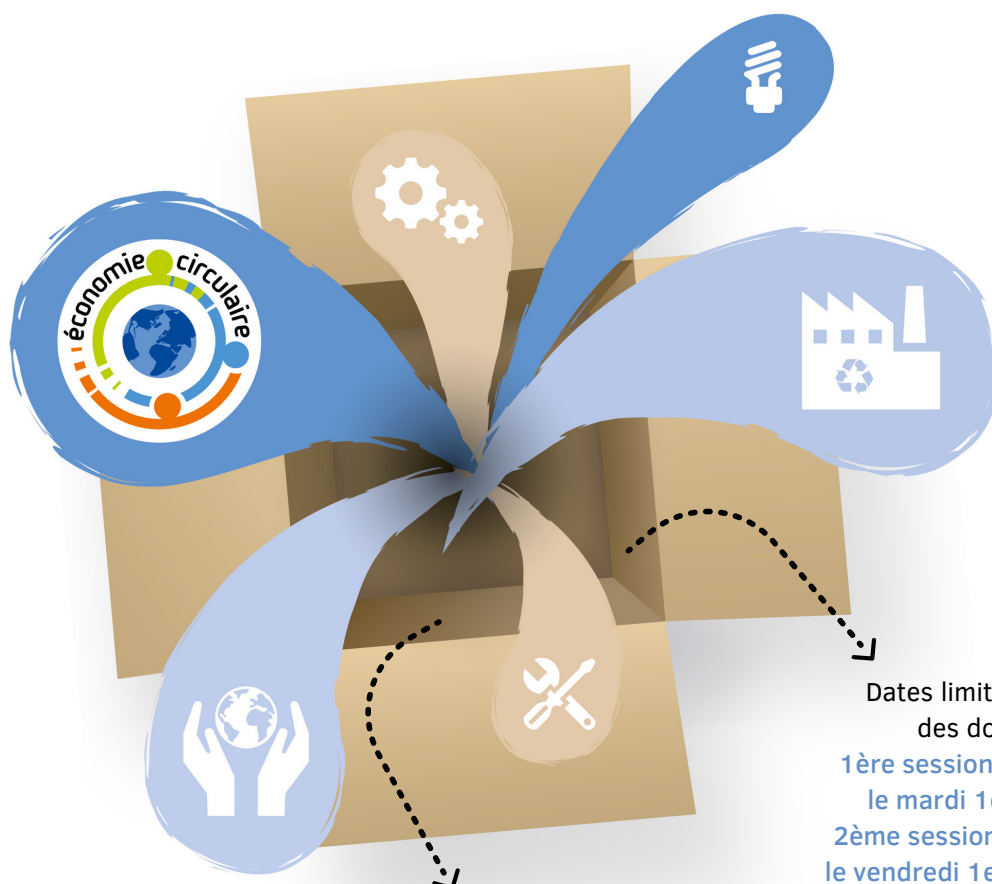 économie circulaire
Dates limit
des do
1ère session
le mardi 1
2ème session
le vendredi 1e